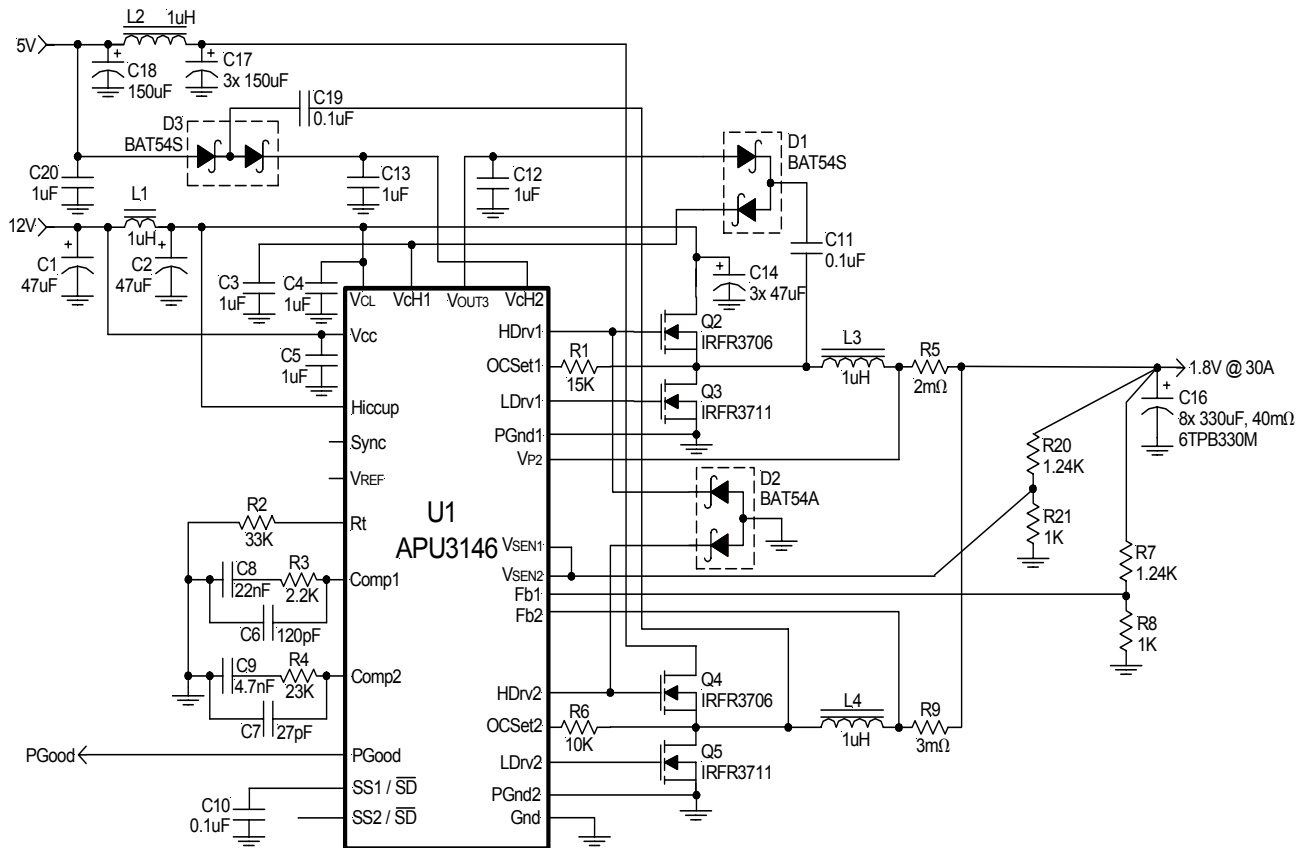 L2 1uH
5V
C18
150uF
C17
3x 150uF
C19
0.1uF
D3
BAT54S
D1
BAT54S
C20
1uF
C13
1uF
C12
1uF
L1
1uH
12V
C1
47uF
C2
47uF
C3
1uF
C4
1uF
C11
0.1uF
C14
3x 47uF
VCL
VcH1
VOUT3
VcH2
Vcc
C5
1uF
Hiccup
Sync
VREF
Rt
R2
33K
U1
APU3146
Comp1
C8
22nF
R3
2.2K
C6
120pF
Comp2
C9
4.7nF
R4
23K
C7
27pF
PGood
PGood
SS1 / SD
SS2 / SD
C10
0.1uF
HDrv1
OCSet1
LDrv1
PGnd1
VP2
VSEN1
VSEN2
Fb1
Fb2
HDrv2
OCSet2
LDrv2
PGnd2
Gnd
R1
15K
Q2
IRFR3706
Q3
IRFR3711
L3
1uH
R5
2mΩ
1.8V @ 30A
C16
8x 330uF, 40mΩ
6TPB330M
D2
BAT54A
R20
1.24K
R21
1K
R7
1.24K
R8
1K
Q4
IRFR3706
R6
10K
Q5
IRFR3711
L4
1uH
R9
3mΩ